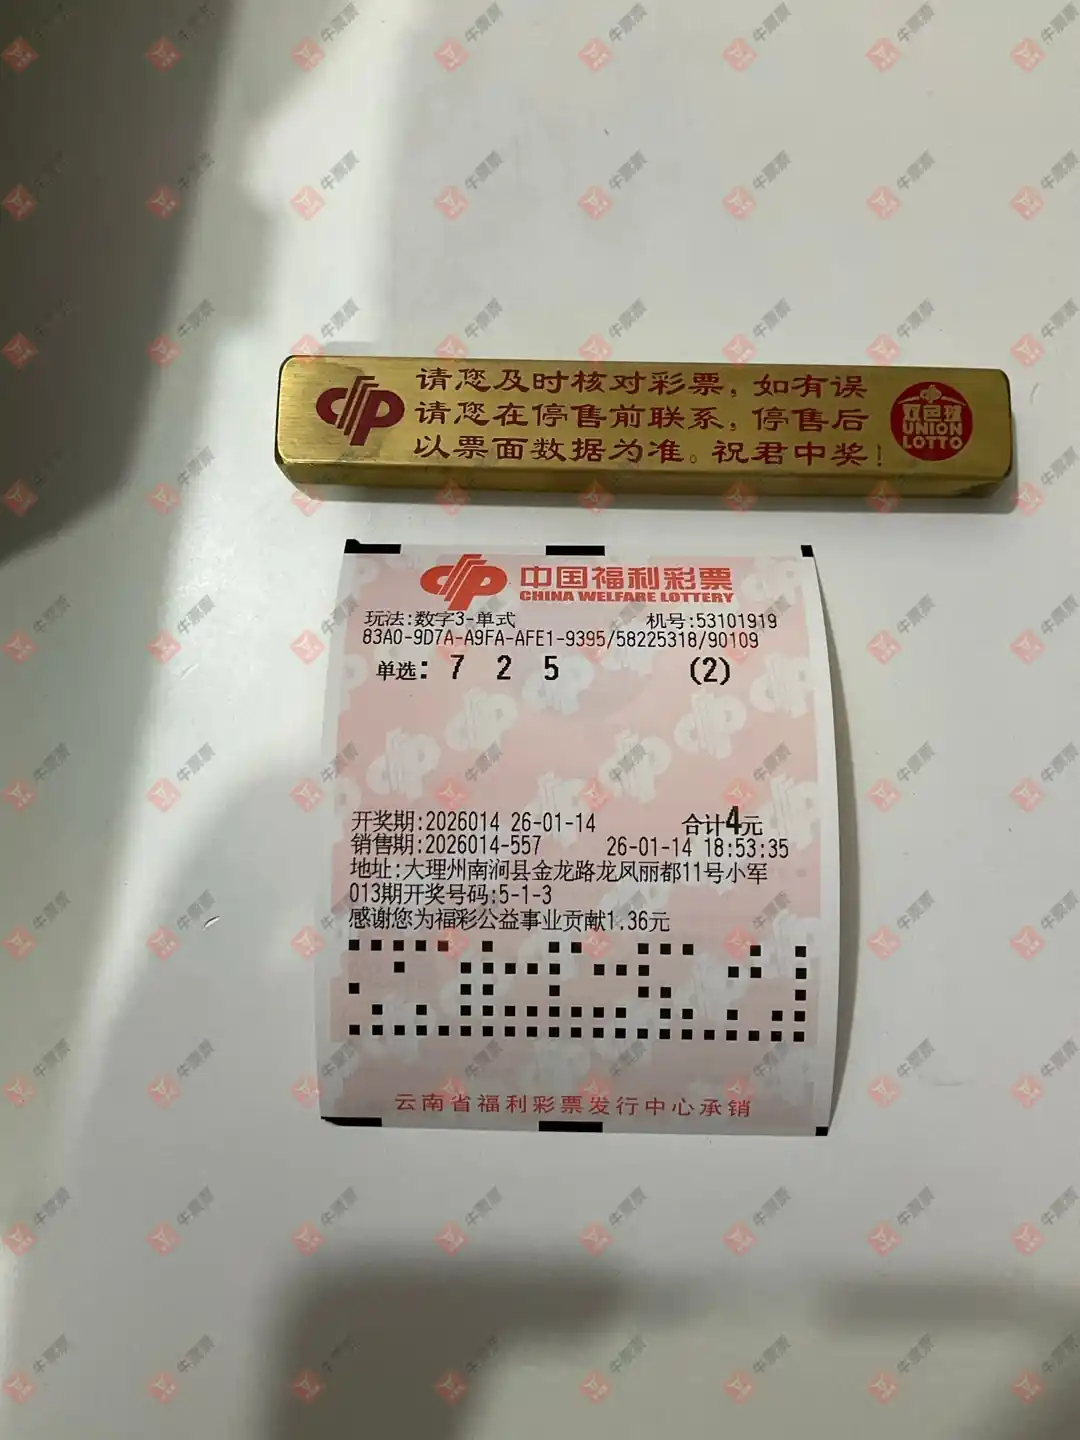 请您及时核对彩票,如有误
请您在停售前联系,停售后
以票面数据为准。祝君中奖!
双色球
UNION
LOTTO
中国福利彩票
CHINA WELFARE LOTTERY
玩法:数字3-单式 机号:53101919
83A0-9D7A-A9FA-AFE1-9395/58225318/90109
单选: 7 2 5 (2)
开奖期:2026014 26-01-14 合计4元
销售期:2026014-557 26-01-14 18:53:35
地址:大理州南涧县金龙路龙凤丽都11号小军
013期开奖号码:5-1-3
感谢您为福彩公益事业贡献1.36元
云南省福利彩票发行中心承销
牛票票